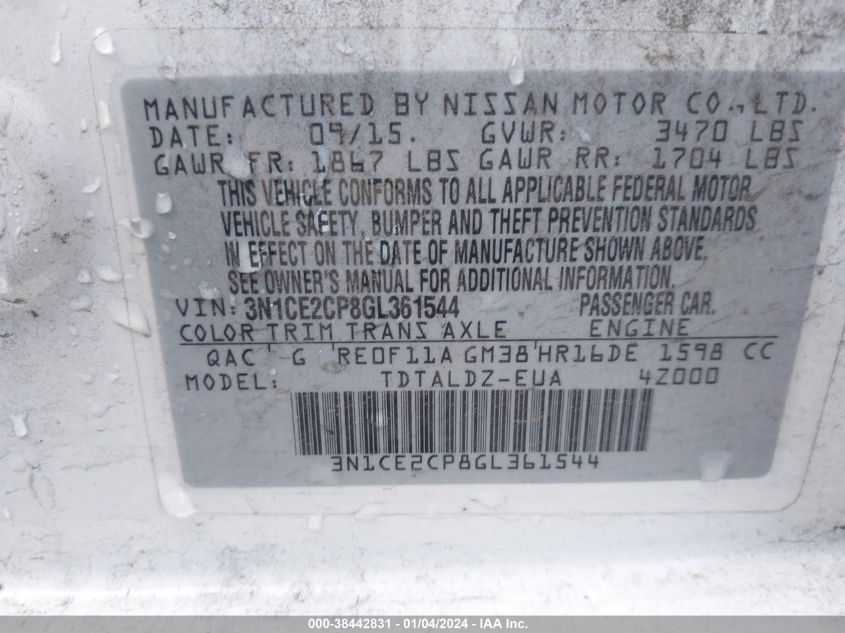 MANUFACTURED BY NISSAN MOTOR CO., LTD.
DATE: 09/15. GVWR: 3470 LBS
GAWR FR: 1867 LBS GAWR RR: 1704 LBS
THIS VEHICLE CONFORMS TO ALL APPLICABLE FEDERAL MOTOR
VEHICLE SAFETY, BUMPER AND THEFT PREVENTION STANDARDS
IN EFFECT ON THE DATE OF MANUFACTURE SHOWN ABOVE.
SEE OWNER'S MANUAL FOR ADDITIONAL INFORMATION.
VIN: 3N1CE2CP8GL361544 PASSENGER CAR.
COLOR TRIM TRANS AXLE ENGINE
QAC G RE0F11A GM38 HR16DE 1598 CC
MODEL: TDTALDZ-EUA 4Z000
3N1CE2CP8GL361544
000-38442831 - 01/04/2024 - IAAI.COM